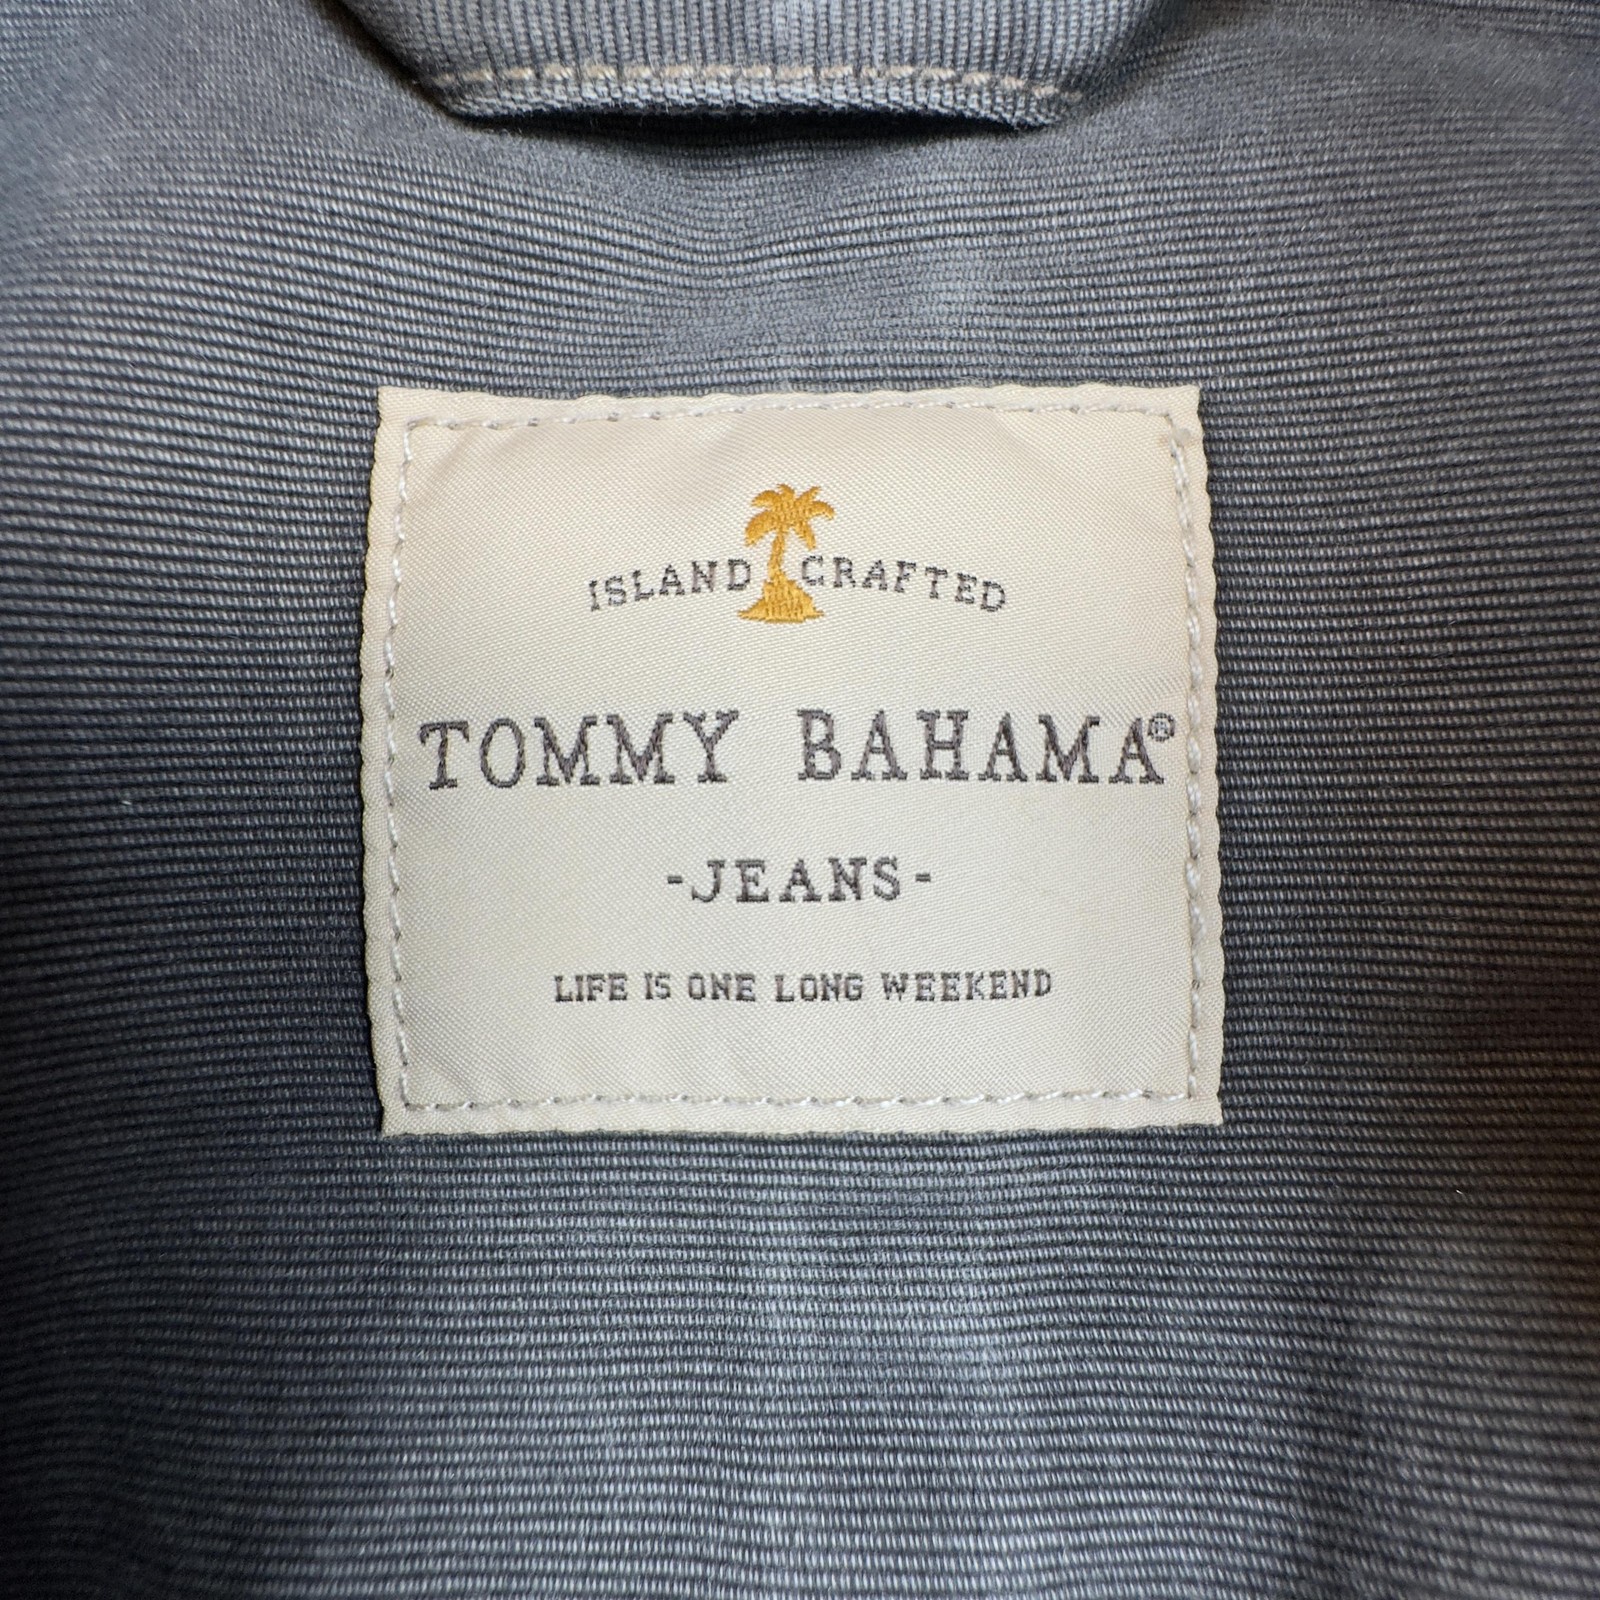 ISLAND CRAFTED
TOMMY BAHAMA®
-JEANS-
LIFE IS ONE LONG WEEKEND